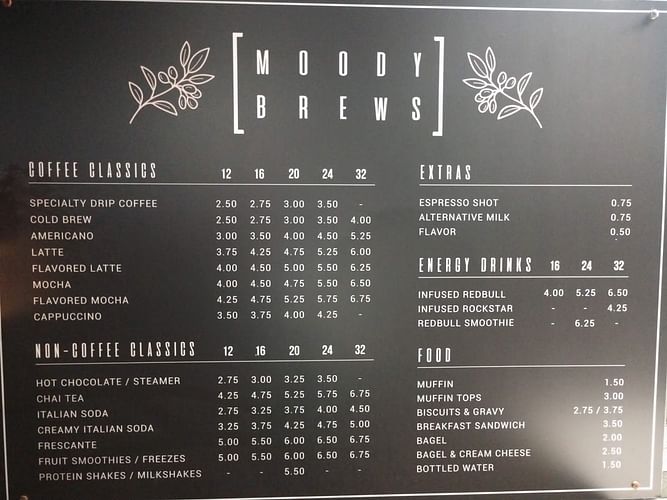 MOODY
BREWS
COFFEE CLASSICS 12 16 20 24 32
SPECIALTY DRIP COFFEE 2.50 2.75 3.00 3.50 -
COLD BREW 2.50 2.75 3.00 3.50 4.00
AMERICANO 3.00 3.50 4.00 4.50 5.25
LATTE 3.75 4.25 4.75 5.25 6.00
FLAVORED LATTE 4.00 4.50 5.00 5.50 6.25
MOCHA 4.00 4.50 4.75 5.50 6.50
FLAVORED MOCHA 4.25 4.75 5.25 5.75 6.75
CAPPUCCINO 3.50 3.75 4.00 4.25 -
NON-COFFEE CLASSICS 12 16 20 24 32
HOT CHOCOLATE / STEAMER 2.75 3.00 3.25 3.50 -
CHAI TEA 4.25 4.75 5.25 5.75 6.75
ITALIAN SODA 2.75 3.25 3.75 4.00 4.50
CREAMY ITALIAN SODA 3.25 3.75 4.25 4.75 5.00
FRESCANTE 5.00 5.50 6.00 6.50 6.75
FRUIT SMOOTHIES / FREEZES 5.00 5.50 6.00 6.50 6.75
PROTEIN SHAKES / MILKSHAKES - - 5.50 - -
EXTRAS
ESPRESSO SHOT 0.75
ALTERNATIVE MILK 0.75
FLAVOR 0.50
ENERGY DRINKS 16 24 32
INFUSED REDBULL 4.00 5.25 6.50
INFUSED ROCKSTAR - - 4.25
REDBULL SMOOTHIE - 6.25 -
FOOD
MUFFIN 1.50
MUFFIN TOPS 3.00
BISCUITS & GRAVY 2.75 / 3.75
BREAKFAST SANDWICH 3.50
BAGEL 2.00
BAGEL & CREAM CHEESE 2.50
BOTTLED WATER 1.50